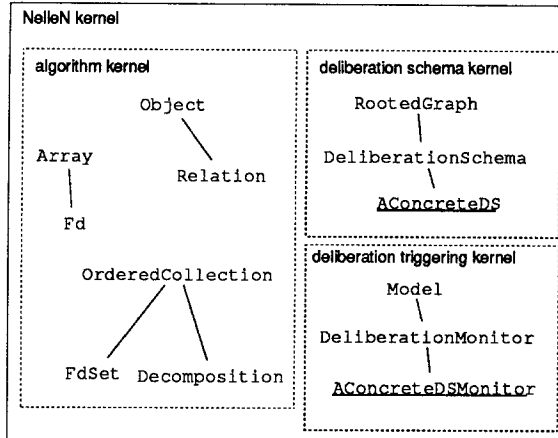 NelleN kernel
algorithm kernel
Object
Array
Relation
Fd
OrderedCollection
FdSet
Decomposition
deliberation schema kernel
RootedGraph
DeliberationSchema
AConcreteDS
deliberation triggering kernel
Model
DeliberationMonitor
AConcreteDSMonitor